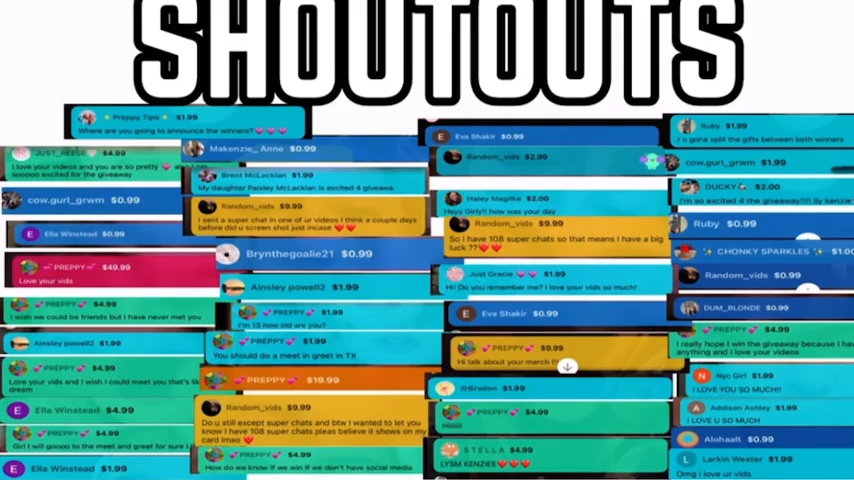 SHOUTOUTS
Preppy Tips $1.99
Where are you going to announce the winners?
JUST_REESE $4.99
I love your videos and you are so pretty
sooooo excited for the giveaway
cow.gurl_grwm $0.99
Ella Winstead $0.99
PREPPY $49.99
Love your vids
PREPPY $4.99
I wish we could be friends but I have never met you
Ainsley powell2 $1.99
PREPPY $4.99
Love your vids and I wish I could meet you that's
dream
Ella Winstead $4.99
PREPPY $4.99
Girl I will goooo to the meet and greet for sure
Ella Winstead $1.99
Makenzie_ Anne $0.99
Brent McLacklan $1.99
My daughter Paisley McLacklan is excited 4 giveawa
Random_vids $9.99
I sent a super chat in one of ur videos I think a couple days
before did u screen shot just incase ❤️❤️
Brynthegoalie21 $0.99
Ainsley powell2 $1.99
PREPPY $1.99
I'm 13 how old are you?
PREPPY $1.99
You should do a meet in greet in TX
PREPPY $19.99
Random_vids $9.99
Do u still except super chats and btw I wanted to let you
know I have 108 super chats pleas believe it shows on my
card lmao ❤️
PREPPY $4.99
How do we know if we win if we don't have social media
Eva Shakir $0.99
Random_vids $2.99
Haley Magilke $2.00
Heyy Girly!! how was your day
Random_vids $9.99
So I have 108 super chats so that means I have a big
luck ??❤️❤️
Just Gracie $1.99
Hi! Do you remember me? I love your vids so much!
Eva Shakir $0.99
PREPPY $9.99
Hi talk about your merch !!
$1.99
PREPPY $4.99
STELLA $4.99
LYSM KENZIEE❤️❤️❤️
Ruby $1.99
r u gona split the gifts between both winners
cow.gurl_grwm $1.99
DUCKY $2.00
I'm so excited 4 the giveaway!!!! ily kenzie
Ruby $0.99
CHONKY SPARKLES $1.0
Random_vids $0.99
DUM_BLONDE $0.99
PREPPY $4.99
I really hope I win the giveaway because I hav
anything and I love your videos
Nyc Girl $1.99
I LOVE YOU SO MUCH!!
Addison Ashley $1.99
I LOVE U SO MUCH
Alohaalt $0.99
Larkin Wester $1.99
Omg i love ur vids